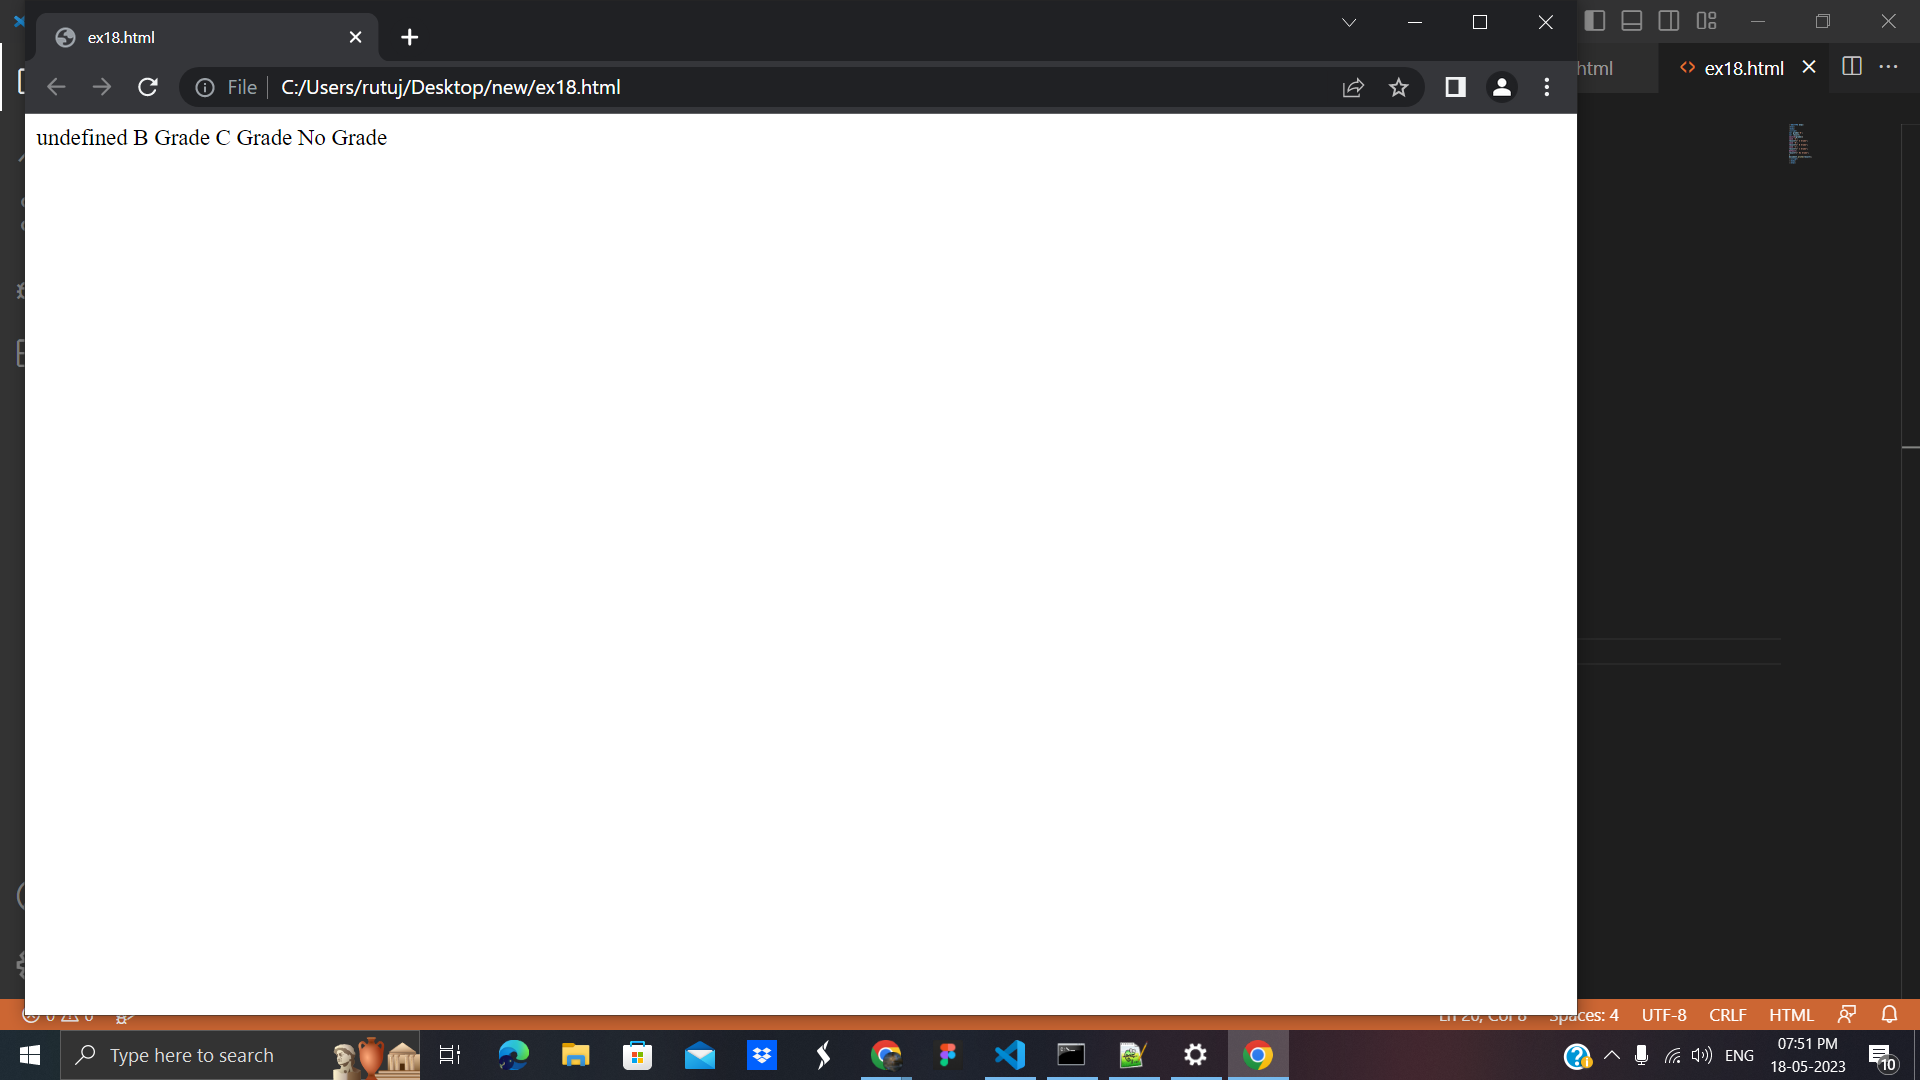 ex18.html
html
ex18.html
File
C:/Users/rutuj/Desktop/new/ex18.html
undefined B Grade C Grade No Grade
Spaces: 4
UTF-8
CRLF
HTML
Type here to search
ENG
07:51 PM
18-05-2023
10